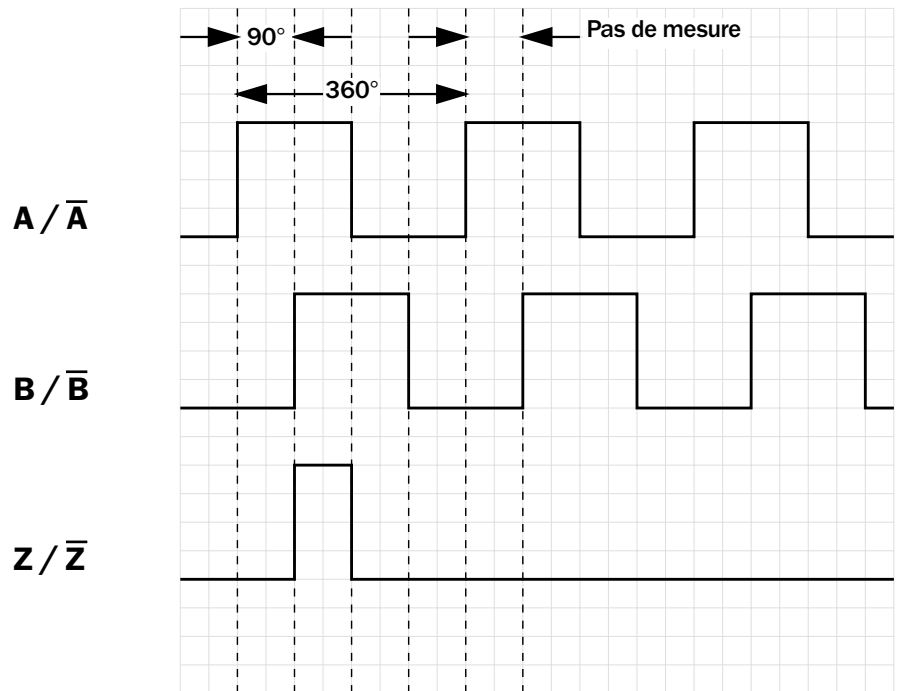 90° Pas de mesure
360°
A / A̅
B / B̅
Z / Z̅